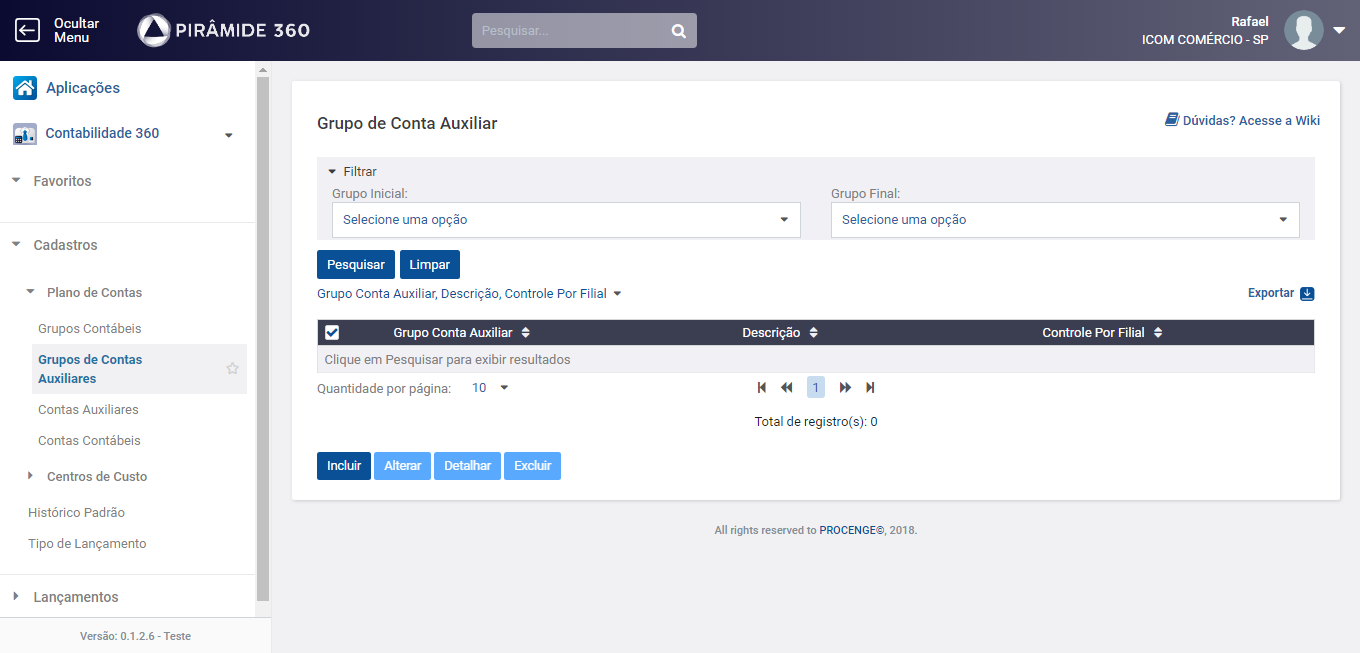 Ocultar
Menu
PIRÂMIDE 360
Pesquisar...
Rafael
ICOM COMÉRCIO - SP
Aplicações
Contabilidade 360
Favoritos
Cadastros
Plano de Contas
Grupos Contábeis
Grupos de Contas
Auxiliares
Contas Auxiliares
Contas Contábeis
Centros de Custo
Histórico Padrão
Tipo de Lançamento
Lançamentos
Versão: 0.1.2.6 - Teste
Grupo de Conta Auxiliar
Dúvidas? Acesse a Wiki
Filtrar
Grupo Inicial: Grupo Final:
Selecione uma opção Selecione uma opção
Pesquisar Limpar
Grupo Conta Auxiliar, Descrição, Controle Por Filial Exportar
Grupo Conta Auxiliar Descrição Controle Por Filial
Clique em Pesquisar para exibir resultados
Quantidade por página: 10 1
Total de registro(s): 0
Incluir Alterar Detalhar Excluir
All rights reserved to PROCENGE©, 2018.